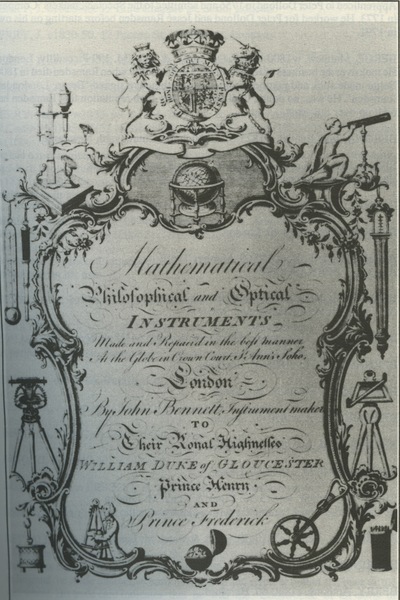 Mathematical
Philosophical and Optical
INSTRUMENTS
Made and Repaired in the best manner
At the Globe in Crown Court, St. Ann's Soho,
London
By John Bennett, Instrument maker
TO
Their Royal Highnesses
WILLIAM DUKE of GLOUCESTER
Prince Henry
AND
Prince Frederick